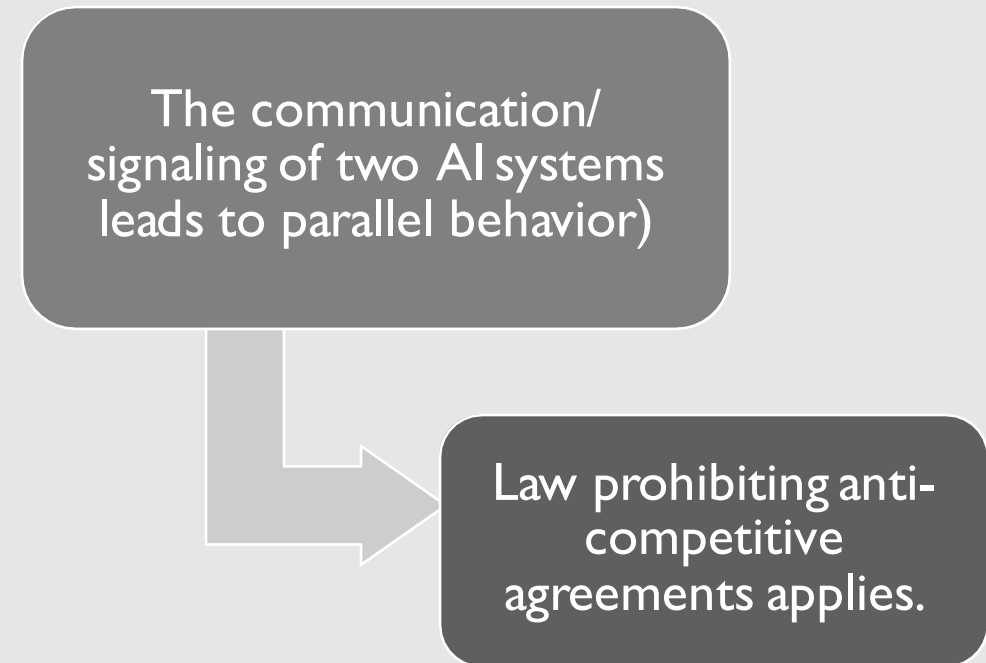 The communication/
signaling of two AI systems
leads to parallel behavior)
Law prohibiting anti-
competitive
agreements applies.